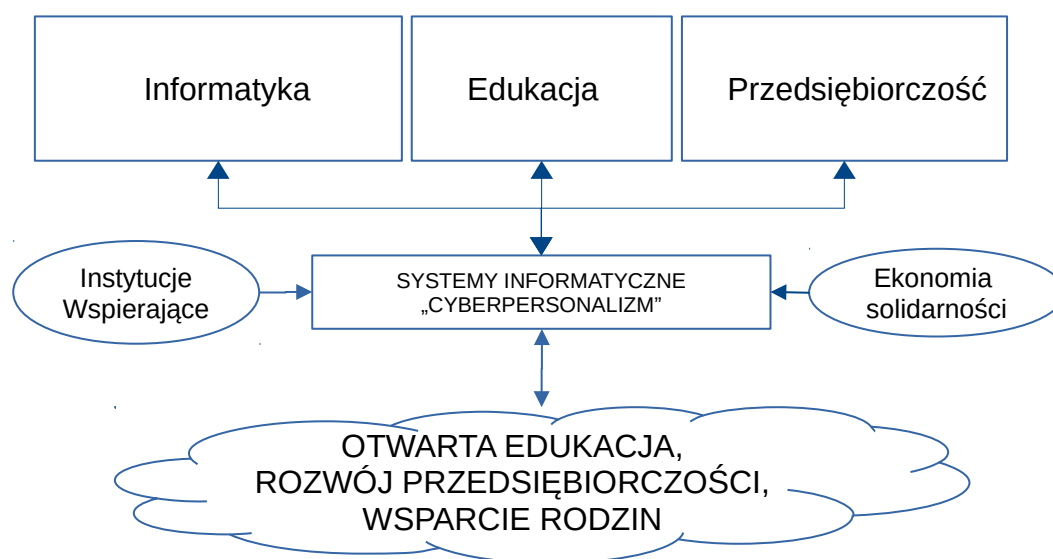 Informatyka
Edukacja
Przedsiębiorczość
Instytucje
Wspierające
SYSTEMY INFORMATYCZNE
„CYBERPERSONALIZM”
Ekonomia
solidarności
OTWARTA EDUKACJA,
ROZWÓJ PRZEDSIĘBIORCZOŚCI,
WSPARCIE RODZIN